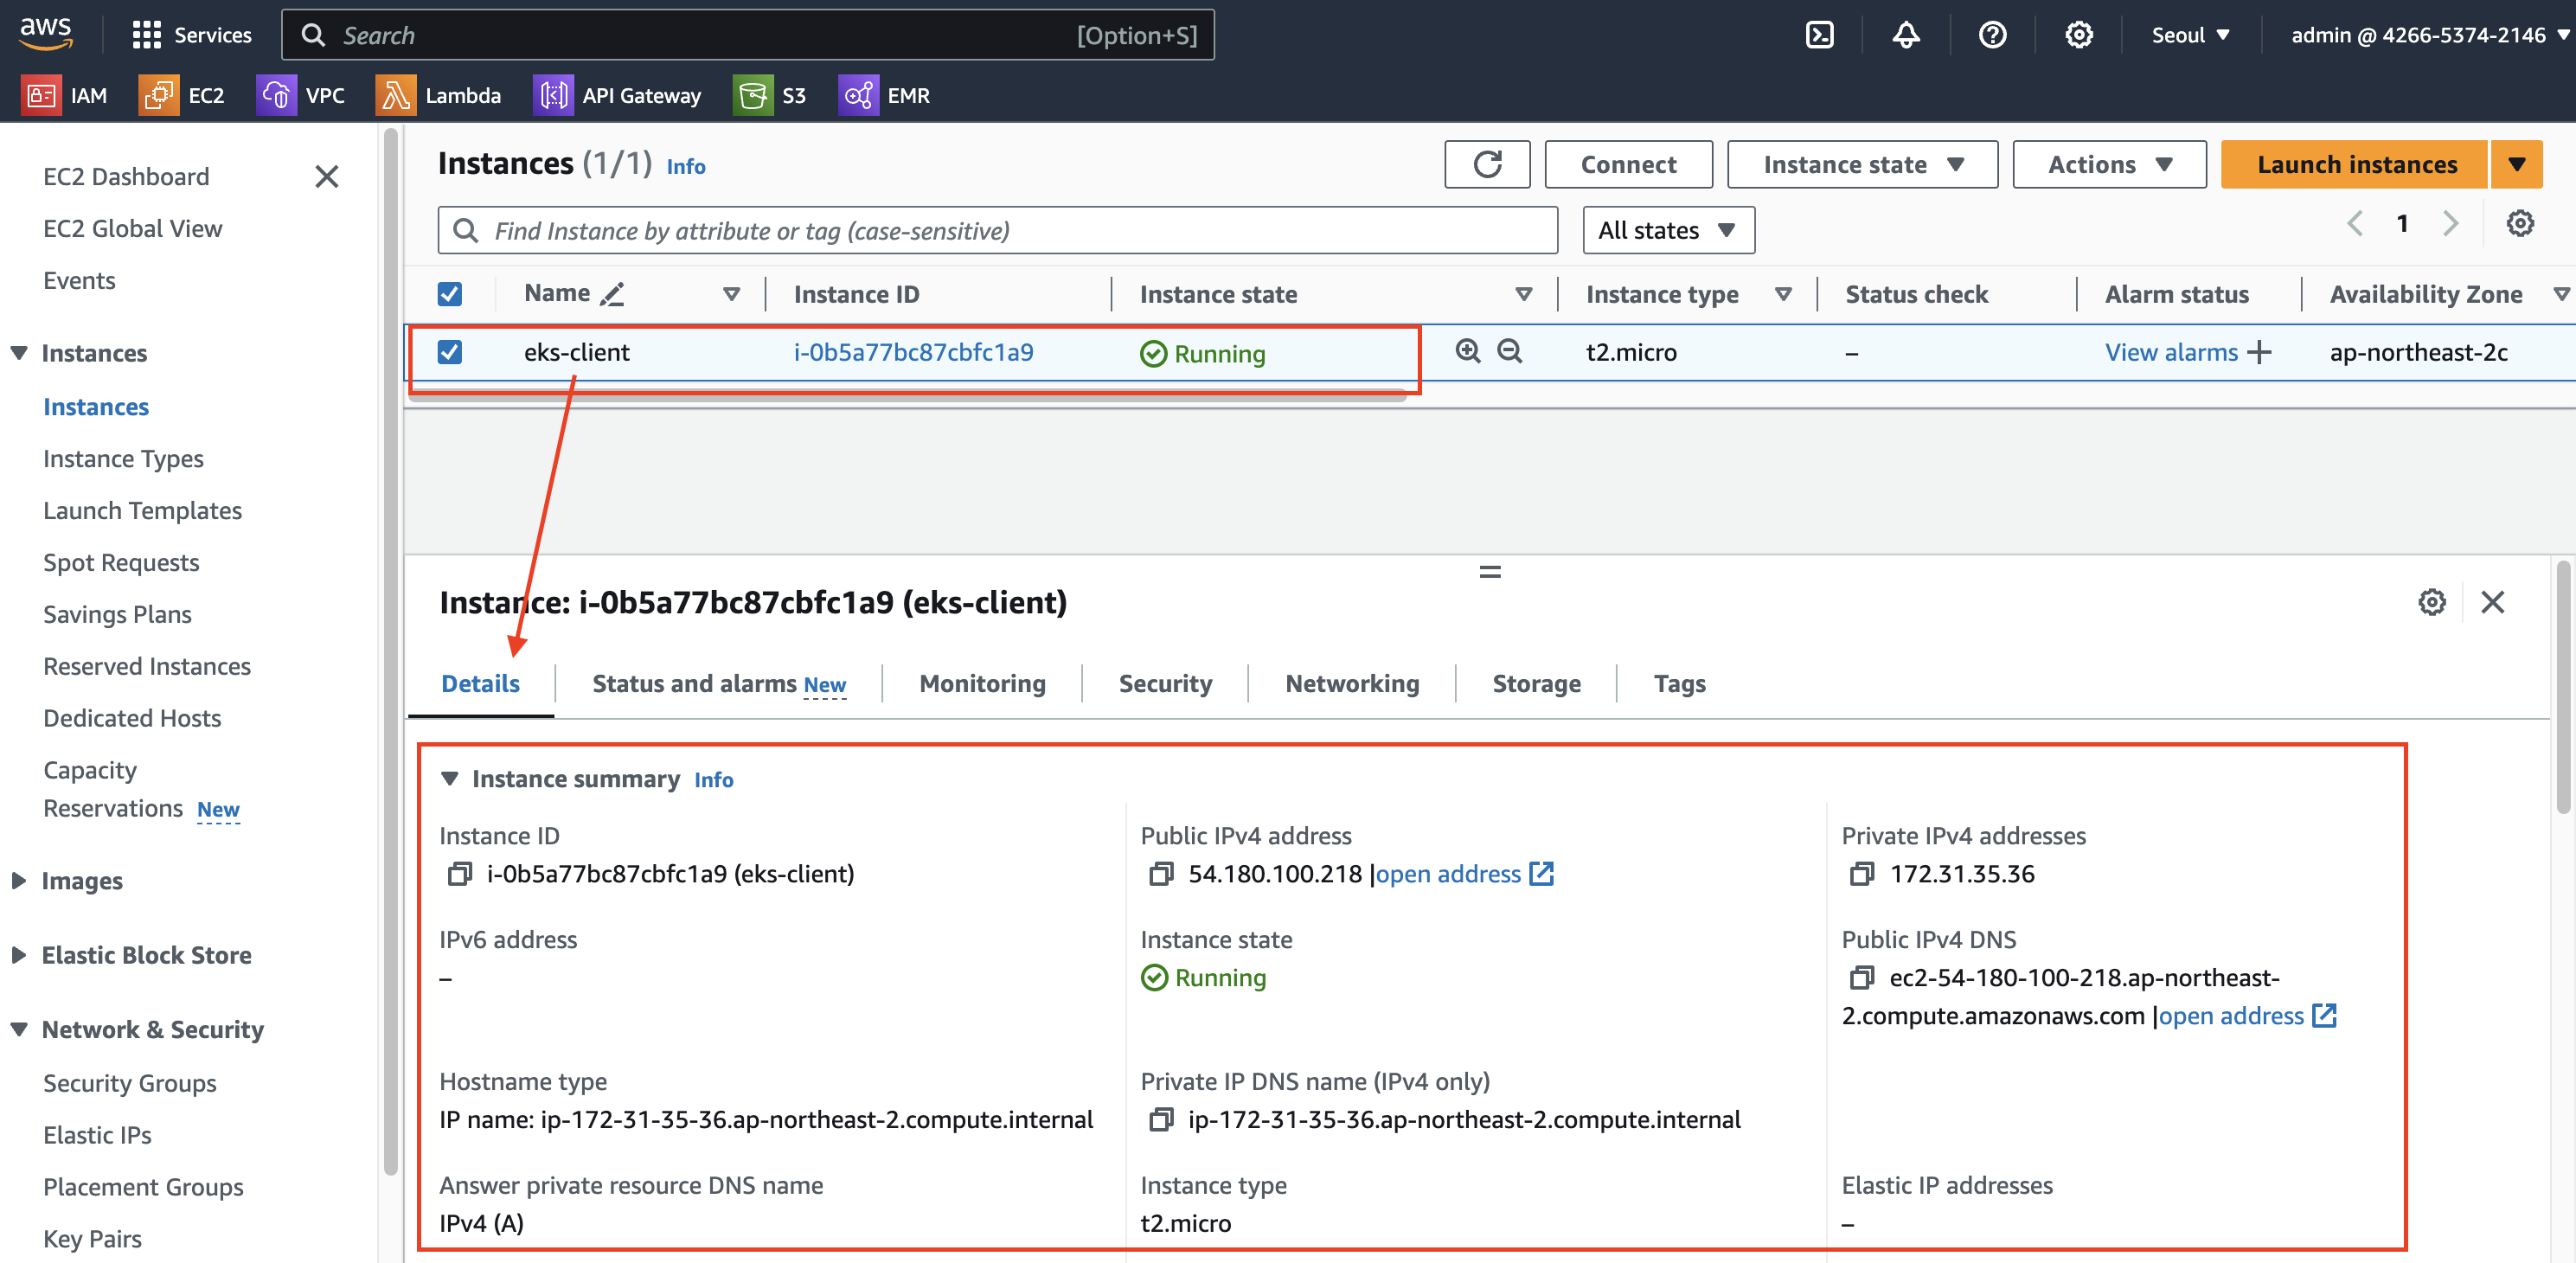 aws
Services
Search [Option+S]
Seoul
admin @ 4266-5374-2146
IAM EC2 VPC Lambda API Gateway S3 EMR
EC2 Dashboard
EC2 Global View
Events
Instances
Instances
Instance Types
Launch Templates
Spot Requests
Savings Plans
Reserved Instances
Dedicated Hosts
Capacity
Reservations New
Images
Elastic Block Store
Network & Security
Security Groups
Elastic IPs
Placement Groups
Key Pairs
Instances (1/1) Info
Connect Instance state Actions Launch instances
Find Instance by attribute or tag (case-sensitive) All states 1
Name Instance ID Instance state Instance type Status check Alarm status Availability Zone
eks-client i-0b5a77bc87cbfc1a9 Running t2.micro – View alarms + ap-northeast-2c
Instance: i-0b5a77bc87cbfc1a9 (eks-client)
Details Status and alarms New Monitoring Security Networking Storage Tags
Instance summary Info
Instance ID
i-0b5a77bc87cbfc1a9 (eks-client)
Public IPv4 address
54.180.100.218 |open address
Private IPv4 addresses
172.31.35.36
IPv6 address
–
Instance state
Running
Public IPv4 DNS
ec2-54-180-100-218.ap-northeast-
2.compute.amazonaws.com |open address
Hostname type
IP name: ip-172-31-35-36.ap-northeast-2.compute.internal
Private IP DNS name (IPv4 only)
ip-172-31-35-36.ap-northeast-2.compute.internal
Answer private resource DNS name
IPv4 (A)
Instance type
t2.micro
Elastic IP addresses
–